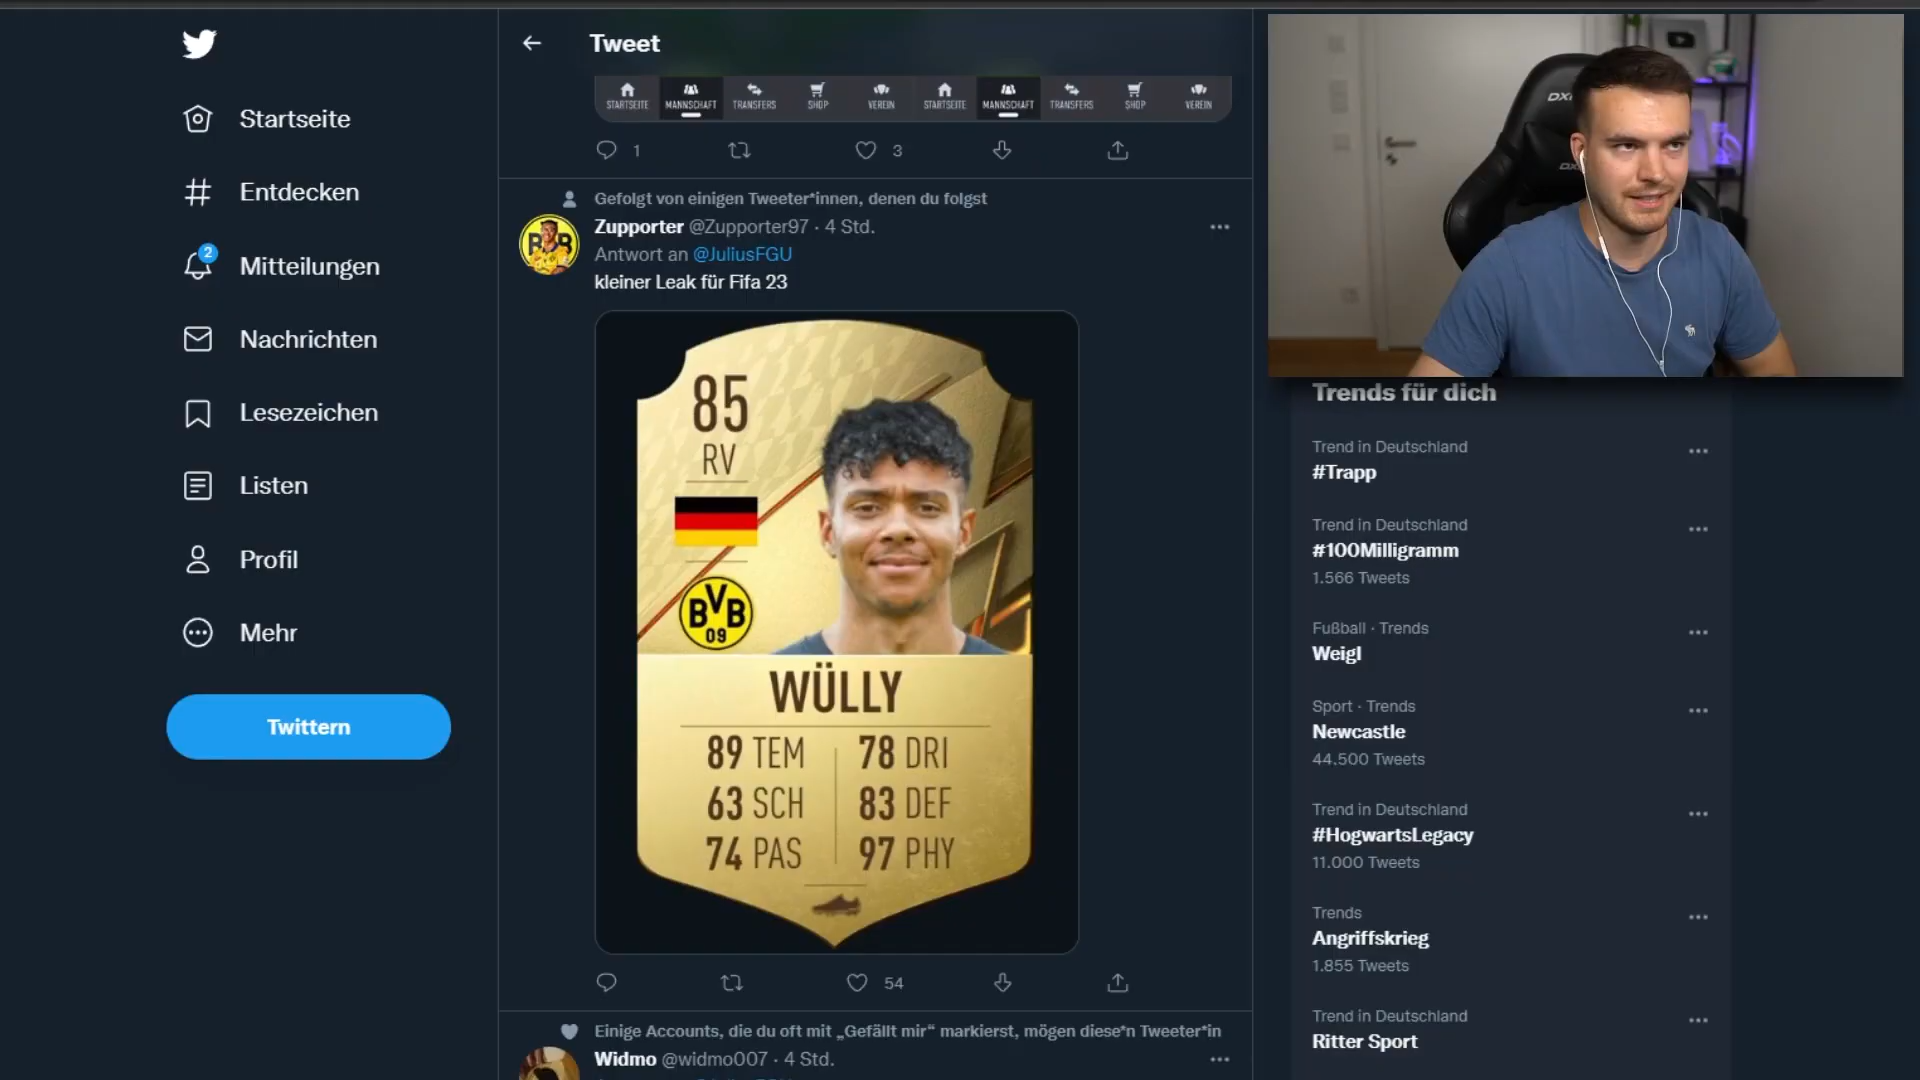 Startseite
Entdecken
2
Mitteilungen
Nachrichten
Lesezeichen
Listen
Profil
Mehr
Twittern
Tweet
STARTSEITE MANNSCHAFT TRANSFERS SHOP VEREIN STARTSEITE MANNSCHAFT TRANSFERS SHOP VEREIN
1 3
Gefolgt von einigen Tweeter*innen, denen du folgst
Zupporter @Zupporter97 · 4 Std.
Antwort an @JuliusFGU
kleiner Leak für Fifa 23
85
RV
BVB
09
WÜLLY
89 TEM 78 DRI
63 SCH 83 DEF
74 PAS 97 PHY
54
Einige Accounts, die du oft mit „Gefällt mir“ markierst, mögen diese*n Tweeter*in
Widmo @widmo007 · 4 Std.
Trends für dich
Trend in Deutschland
#Trapp
Trend in Deutschland
#100Milligramm
1.566 Tweets
Fußball · Trends
Weigl
Sport · Trends
Newcastle
44.500 Tweets
Trend in Deutschland
#HogwartsLegacy
11.000 Tweets
Trends
Angriffskrieg
1.855 Tweets
Trend in Deutschland
Ritter Sport